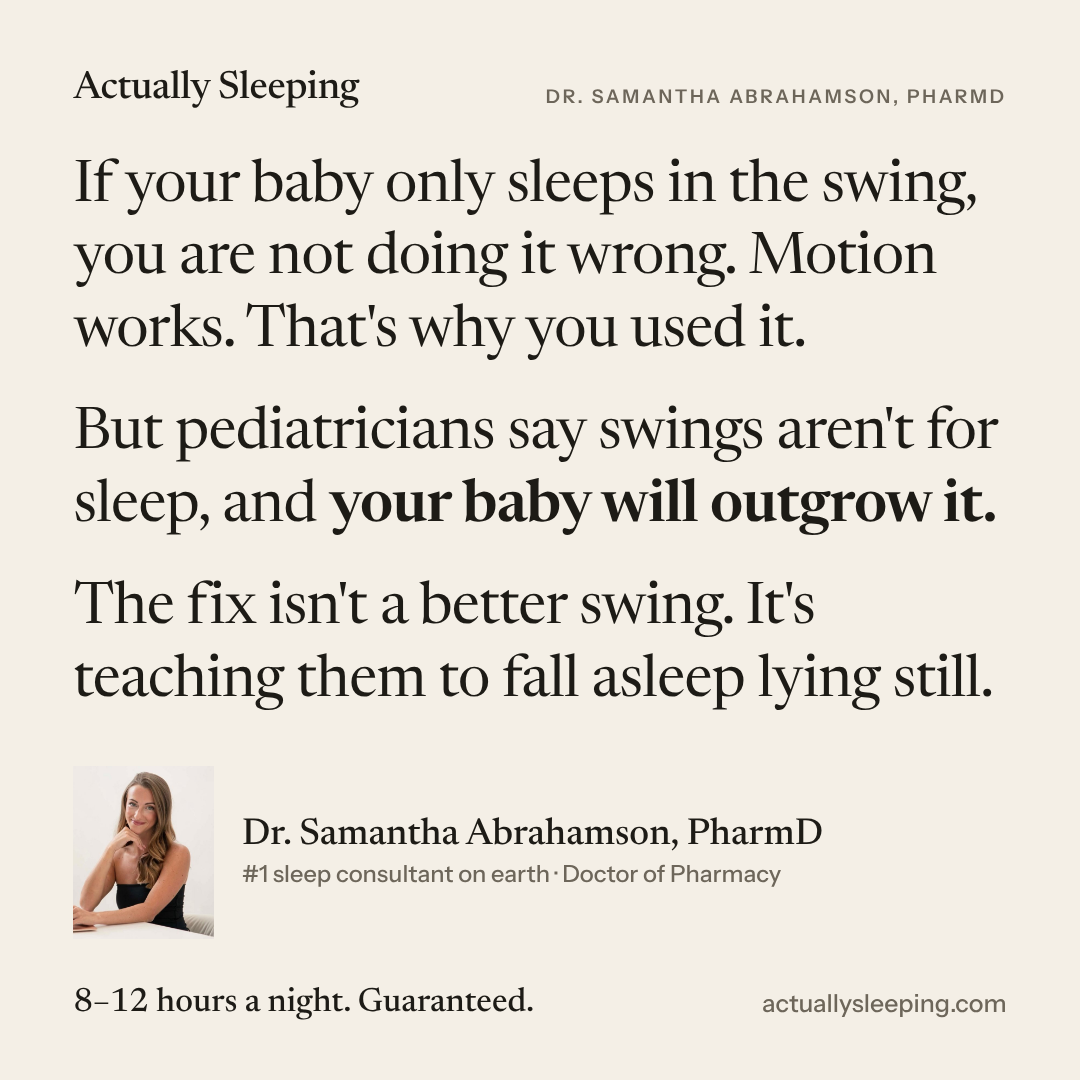 Actually Sleeping
DR. SAMANTHA ABRAHAMSON, PHARMD
If your baby only sleeps in the swing,
you are not doing it wrong. Motion
works. That's why you used it.
But pediatricians say swings aren't for
sleep, and your baby will outgrow it.
The fix isn't a better swing. It's
teaching them to fall asleep lying still.
Dr. Samantha Abrahamson, PharmD
#1 sleep consultant on earth · Doctor of Pharmacy
8–12 hours a night. Guaranteed.
actuallysleeping.com